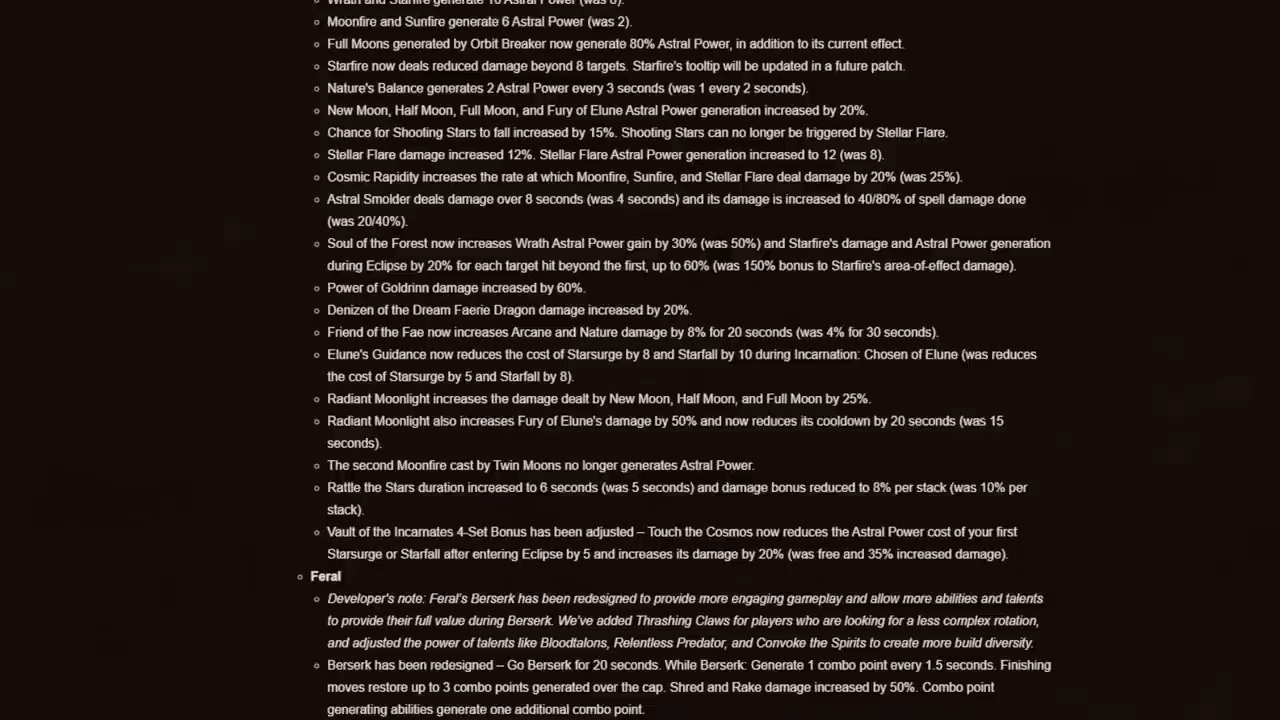 Wrath and Starfire generate 10 Astral Power (was 8).
Moonfire and Sunfire generate 6 Astral Power (was 2).
Full Moons generated by Orbit Breaker now generate 80% Astral Power, in addition to its current effect.
Starfire now deals reduced damage beyond 8 targets. Starfire's tooltip will be updated in a future patch.
Nature's Balance generates 2 Astral Power every 3 seconds (was 1 every 2 seconds).
New Moon, Half Moon, Full Moon, and Fury of Elune Astral Power generation increased by 20%.
Chance for Shooting Stars to fall increased by 15%. Shooting Stars can no longer be triggered by Stellar Flare.
Stellar Flare damage increased 12%. Stellar Flare Astral Power generation increased to 12 (was 8).
Cosmic Rapidity increases the rate at which Moonfire, Sunfire, and Stellar Flare deal damage by 20% (was 25%).
Astral Smolder deals damage over 8 seconds (was 4 seconds) and its damage is increased to 40/80% of spell damage done
(was 20/40%).
Soul of the Forest now increases Wrath Astral Power gain by 30% (was 50%) and Starfire's damage and Astral Power generation
during Eclipse by 20% for each target hit beyond the first, up to 60% (was 150% bonus to Starfire's area-of-effect damage).
Power of Goldrinn damage increased by 60%.
Denizen of the Dream Faerie Dragon damage increased by 20%.
Friend of the Fae now increases Arcane and Nature damage by 8% for 20 seconds (was 4% for 30 seconds).
Elune's Guidance now reduces the cost of Starsurge by 8 and Starfall by 10 during Incarnation: Chosen of Elune (was reduces
the cost of Starsurge by 5 and Starfall by 8).
Radiant Moonlight increases the damage dealt by New Moon, Half Moon, and Full Moon by 25%.
Radiant Moonlight also increases Fury of Elune's damage by 50% and now reduces its cooldown by 20 seconds (was 15
seconds).
The second Moonfire cast by Twin Moons no longer generates Astral Power.
Rattle the Stars duration increased to 6 seconds (was 5 seconds) and damage bonus reduced to 8% per stack (was 10% per
stack).
Vault of the Incarnates 4-Set Bonus has been adjusted – Touch the Cosmos now reduces the Astral Power cost of your first
Starsurge or Starfall after entering Eclipse by 5 and increases its damage by 20% (was free and 35% increased damage).
Feral
Developer's note: Feral's Berserk has been redesigned to provide more engaging gameplay and allow more abilities and talents
to provide their full value during Berserk. We've added Thrashing Claws for players who are looking for a less complex rotation,
and adjusted the power of talents like Bloodtalons, Relentless Predator, and Convoke the Spirits to create more build diversity.
Berserk has been redesigned – Go Berserk for 20 seconds. While Berserk: Generate 1 combo point every 1.5 seconds. Finishing
moves restore up to 3 combo points generated over the cap. Shred and Rake damage increased by 50%. Combo point
generating abilities generate one additional combo point.